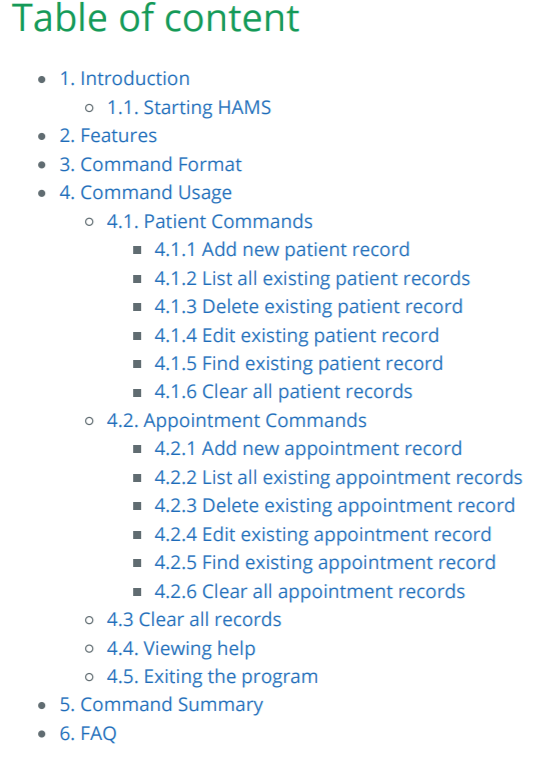 Table of content
1. Introduction
1.1. Starting HAMS
2. Features
3. Command Format
4. Command Usage
4.1. Patient Commands
4.1.1 Add new patient record
4.1.2 List all existing patient records
4.1.3 Delete existing patient record
4.1.4 Edit existing patient record
4.1.5 Find existing patient record
4.1.6 Clear all patient records
4.2. Appointment Commands
4.2.1 Add new appointment record
4.2.2 List all existing appointment records
4.2.3 Delete existing appointment record
4.2.4 Edit existing appointment record
4.2.5 Find existing appointment record
4.2.6 Clear all appointment records
4.3 Clear all records
4.4. Viewing help
4.5. Exiting the program
5. Command Summary
6. FAQ